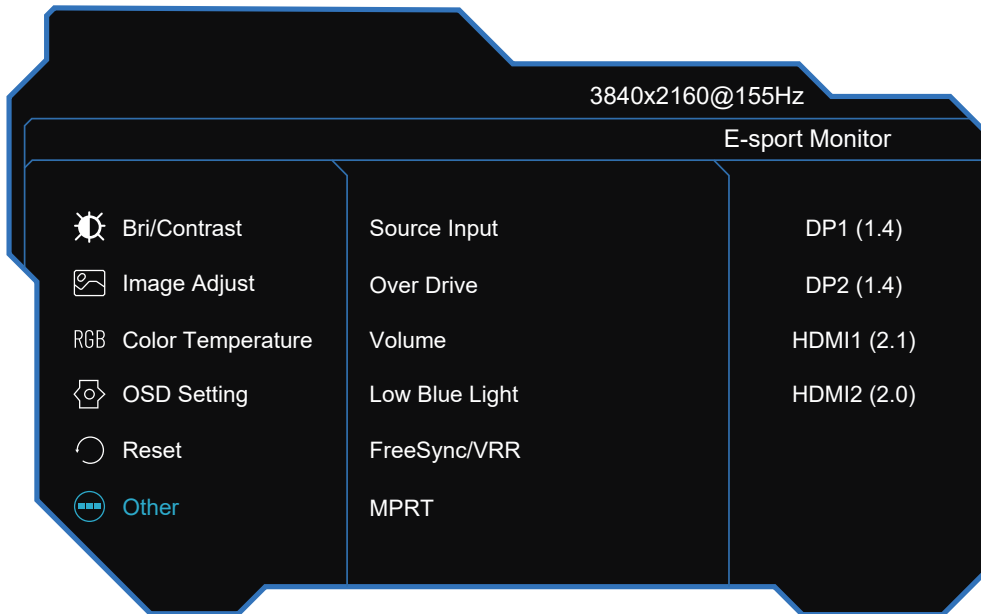 3840x2160@155Hz
E-sport Monitor
Bri/Contrast
Image Adjust
RGB Color Temperature
OSD Setting
Reset
Other
Source Input
Over Drive
Volume
Low Blue Light
FreeSync/VRR
MPRT
DP1 (1.4)
DP2 (1.4)
HDMI1 (2.1)
HDMI2 (2.0)